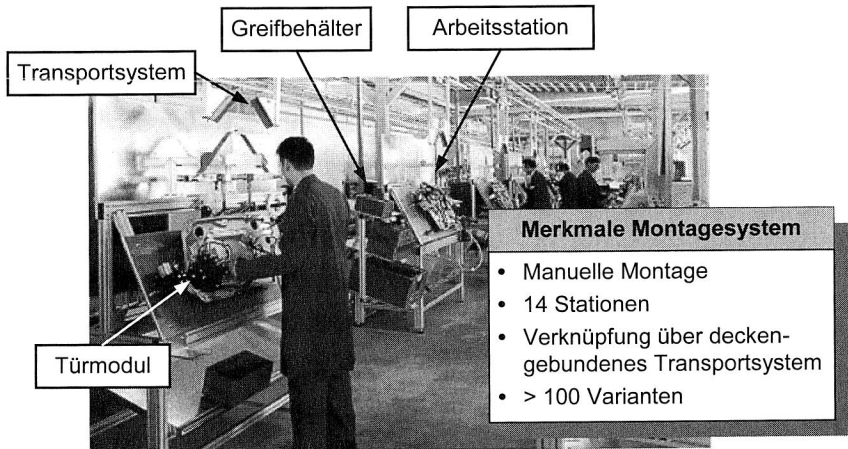 Greifbehälter
Arbeitsstation
Transportsystem
Merkmale Montagesystem
• Manuelle Montage
• 14 Stationen
• Verknüpfung über decken-
gebundenes Transportsystem
• > 100 Varianten
Türmodul